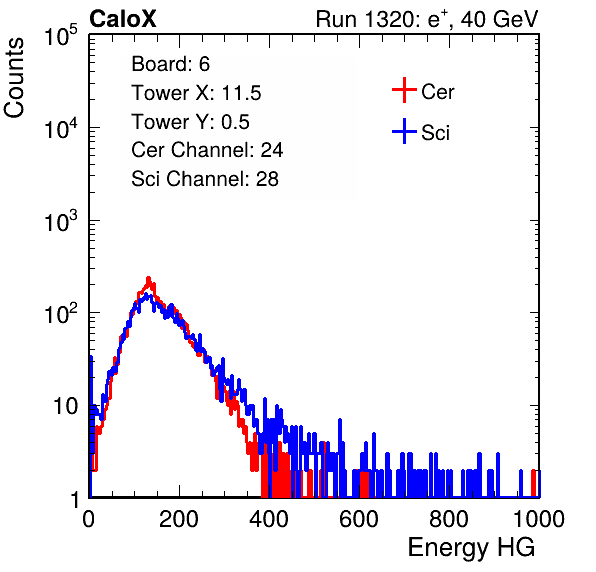 CaloX Run 1320: e⁺, 40 GeV
Counts
10⁵
10⁴
10³
10²
10
1
Board: 6
Tower X: 11.5
Tower Y: 0.5
Cer Channel: 24
Sci Channel: 28
Cer
Sci
0 200 400 600 800 1000
Energy HG